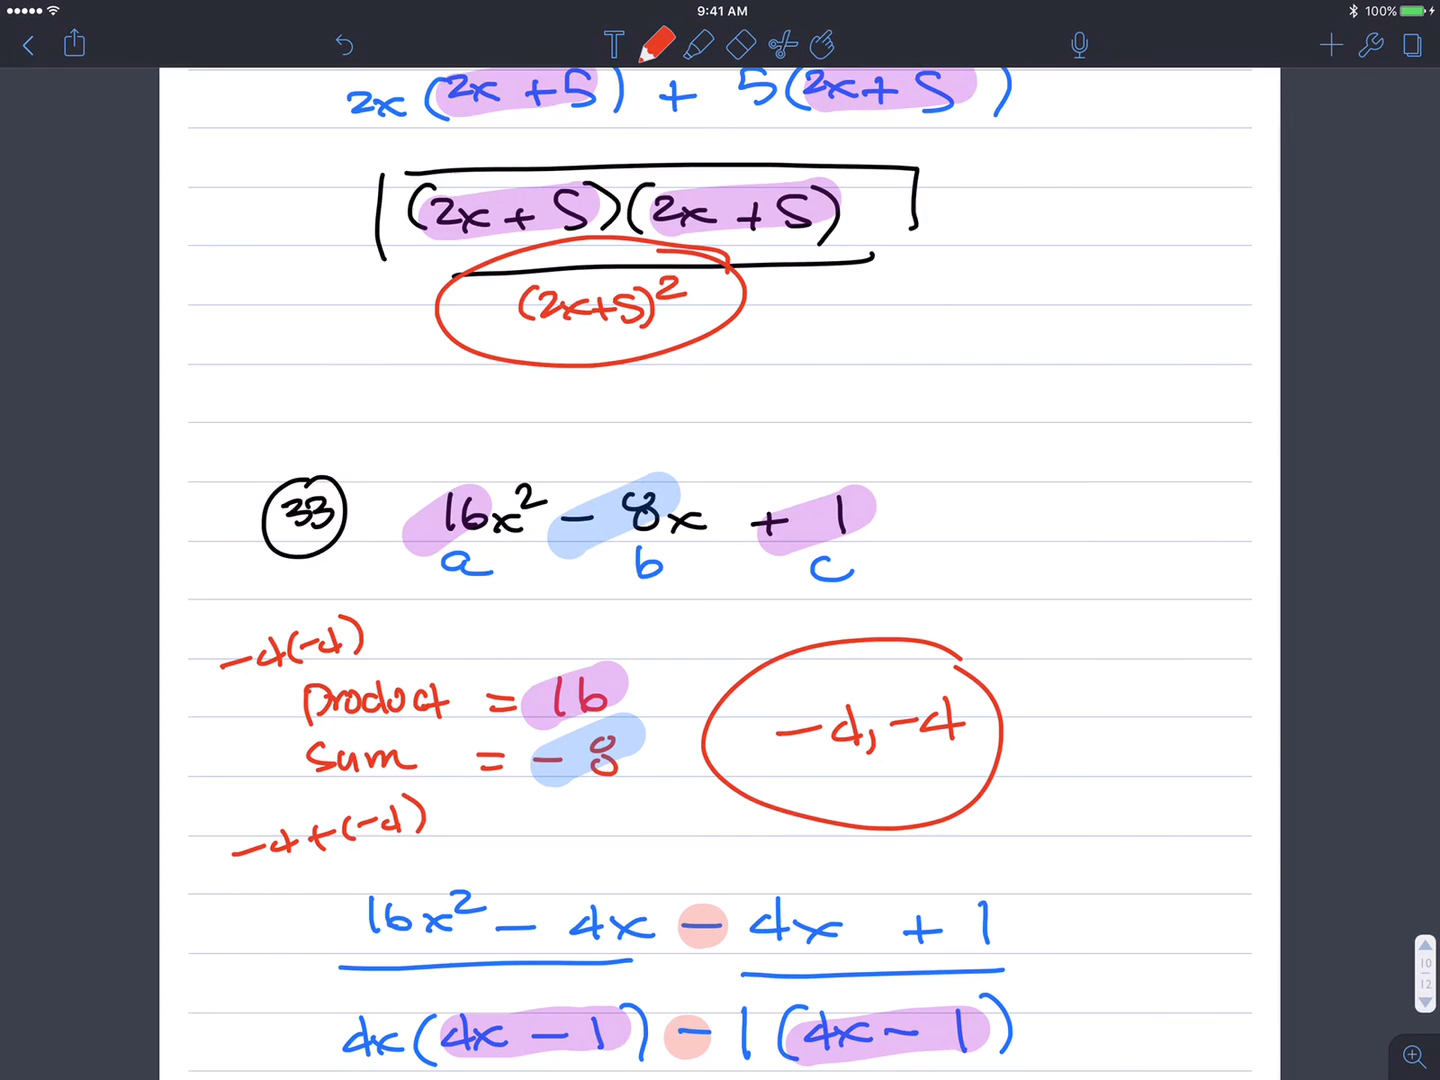 9:41 AM
100%
2x(2x+5) + 5(2x+5)
(2x+5)(2x+5)
(2x+5)²
33 16x² - 8x + 1
a b c
-4(-4)
product = 16
sum = -8
-4, -4
-4+(-4)
16x² - 4x - 4x + 1
4x(4x-1) - 1(4x-1)
10
12